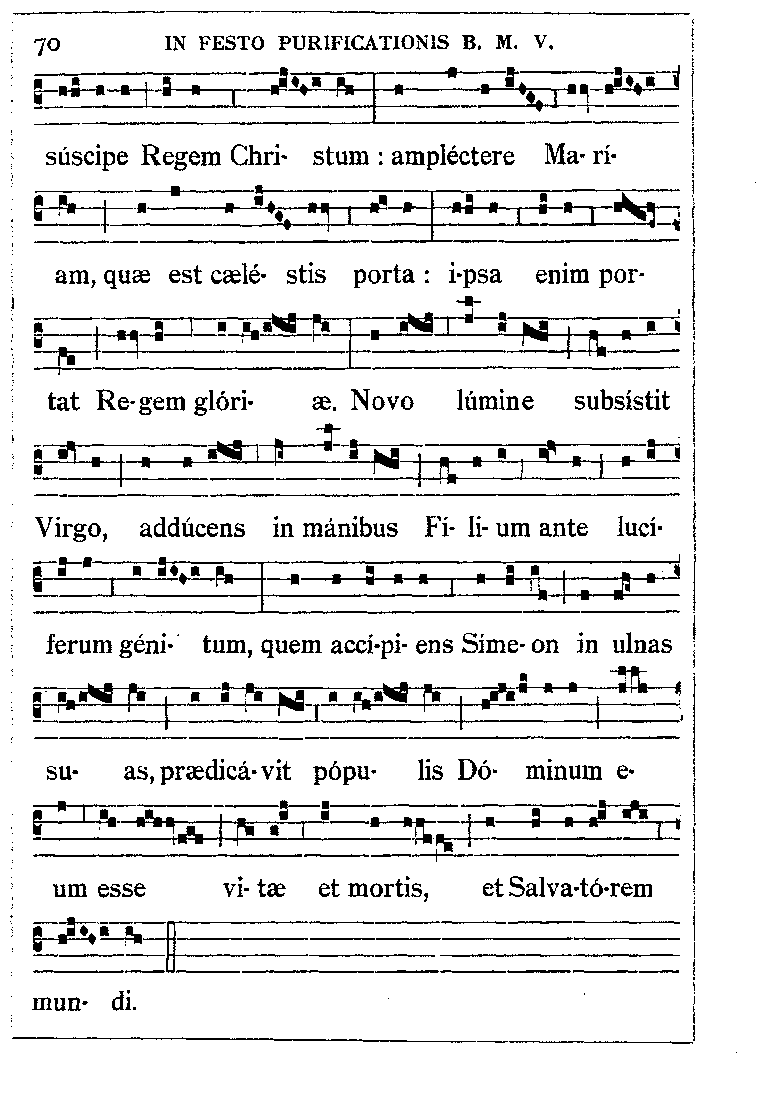 70 IN FESTO PURIFICATIONIS B. M. V.
súscipe Regem Chri- stum : ampléctere Ma- rí-
am, quæ est cælé- stis porta : i-psa enim por-
tat Re-gem glóri- æ. Novo lúmine subsístit
Virgo, addúcens in mánibus Fí- li- um ante lucí-
ferum géni- tum, quem accí-pi- ens Símeon in ulnas
su- as, prædicá-vit pópu- lis Dó- minum e-
um esse vi- tæ et mortis, et Salva-tó-rem
mun- di.